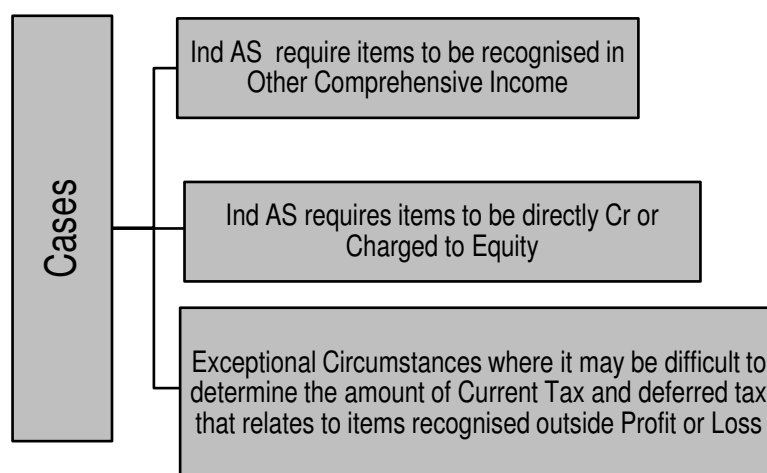 Cases
Ind AS require items to be recognised in
Other Comprehensive Income
Ind AS requires items to be directly Cr or
Charged to Equity
Exceptional Circumstances where it may be difficult to
determine the amount of Current Tax and deferred tax
that relates to items recognised outside Profit or Loss